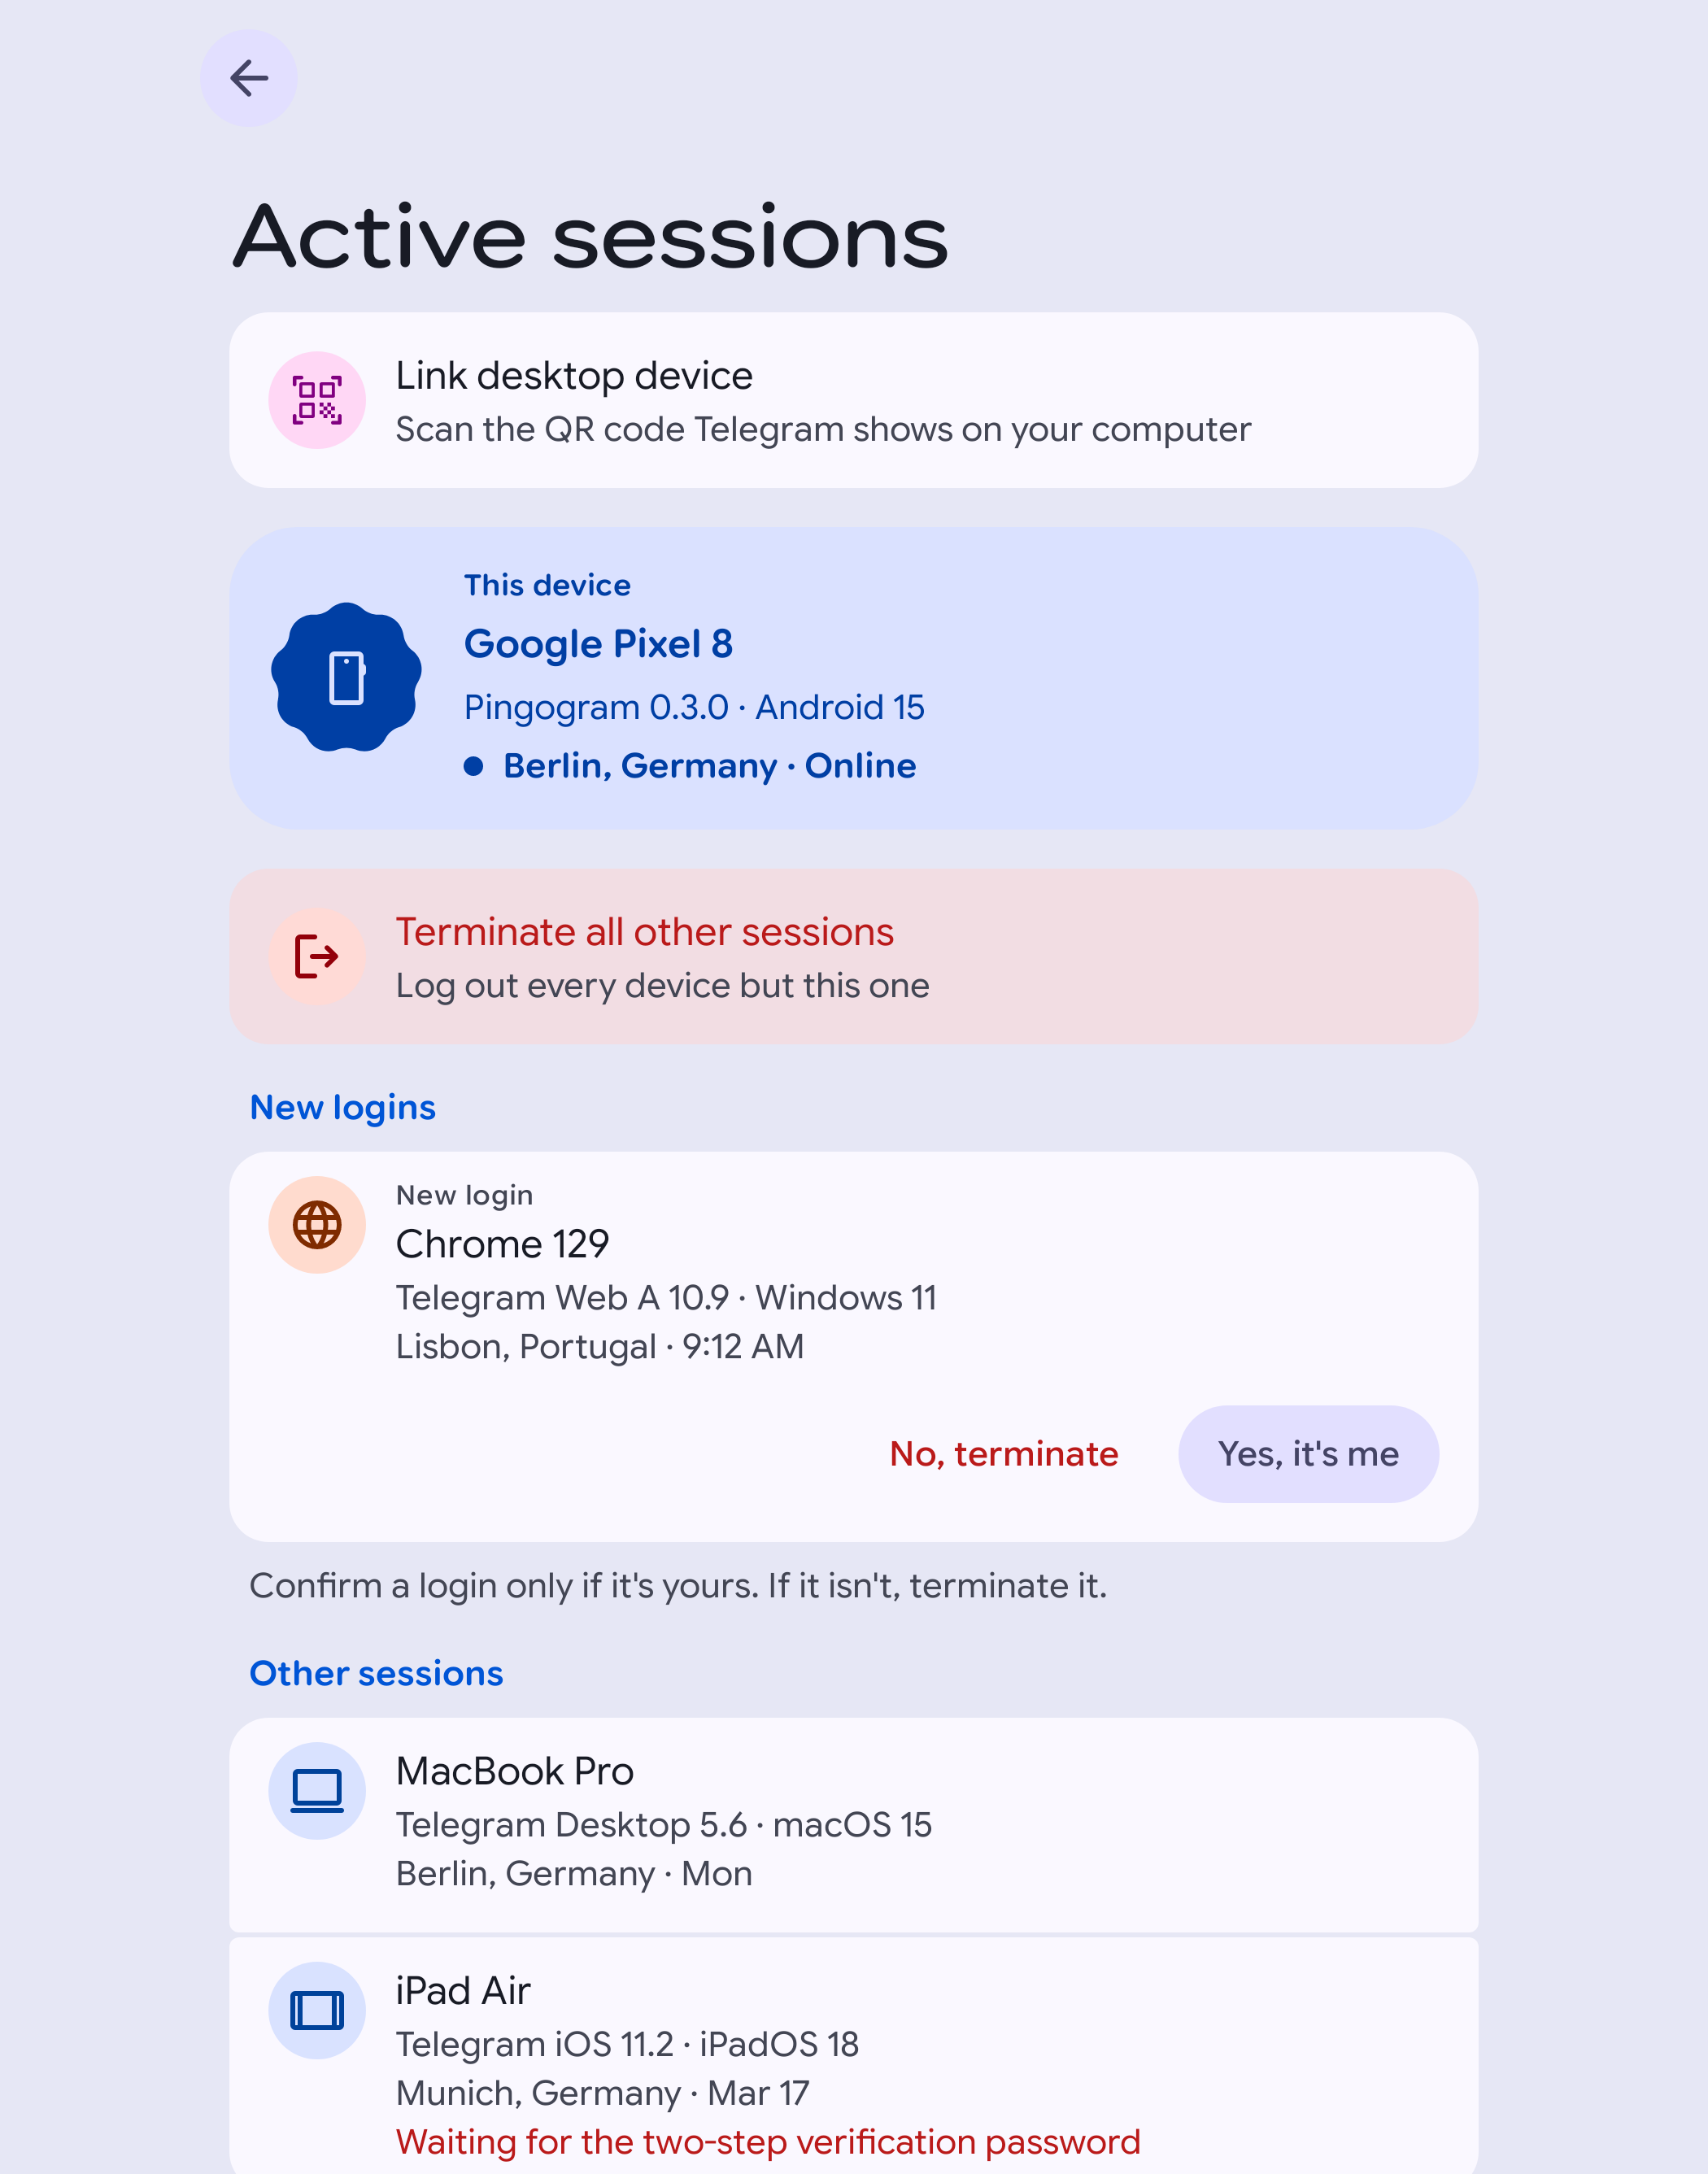 Active sessions
Link desktop device
Scan the QR code Telegram shows on your computer
This device
Google Pixel 8
Pingogram 0.3.0 · Android 15
Berlin, Germany · Online
Terminate all other sessions
Log out every device but this one
New logins
New login
Chrome 129
Telegram Web A 10.9 · Windows 11
Lisbon, Portugal · 9:12 AM
No, terminate
Yes, it's me
Confirm a login only if it's yours. If it isn't, terminate it.
Other sessions
MacBook Pro
Telegram Desktop 5.6 · macOS 15
Berlin, Germany · Mon
iPad Air
Telegram iOS 11.2 · iPadOS 18
Munich, Germany · Mar 17
Waiting for the two-step verification password